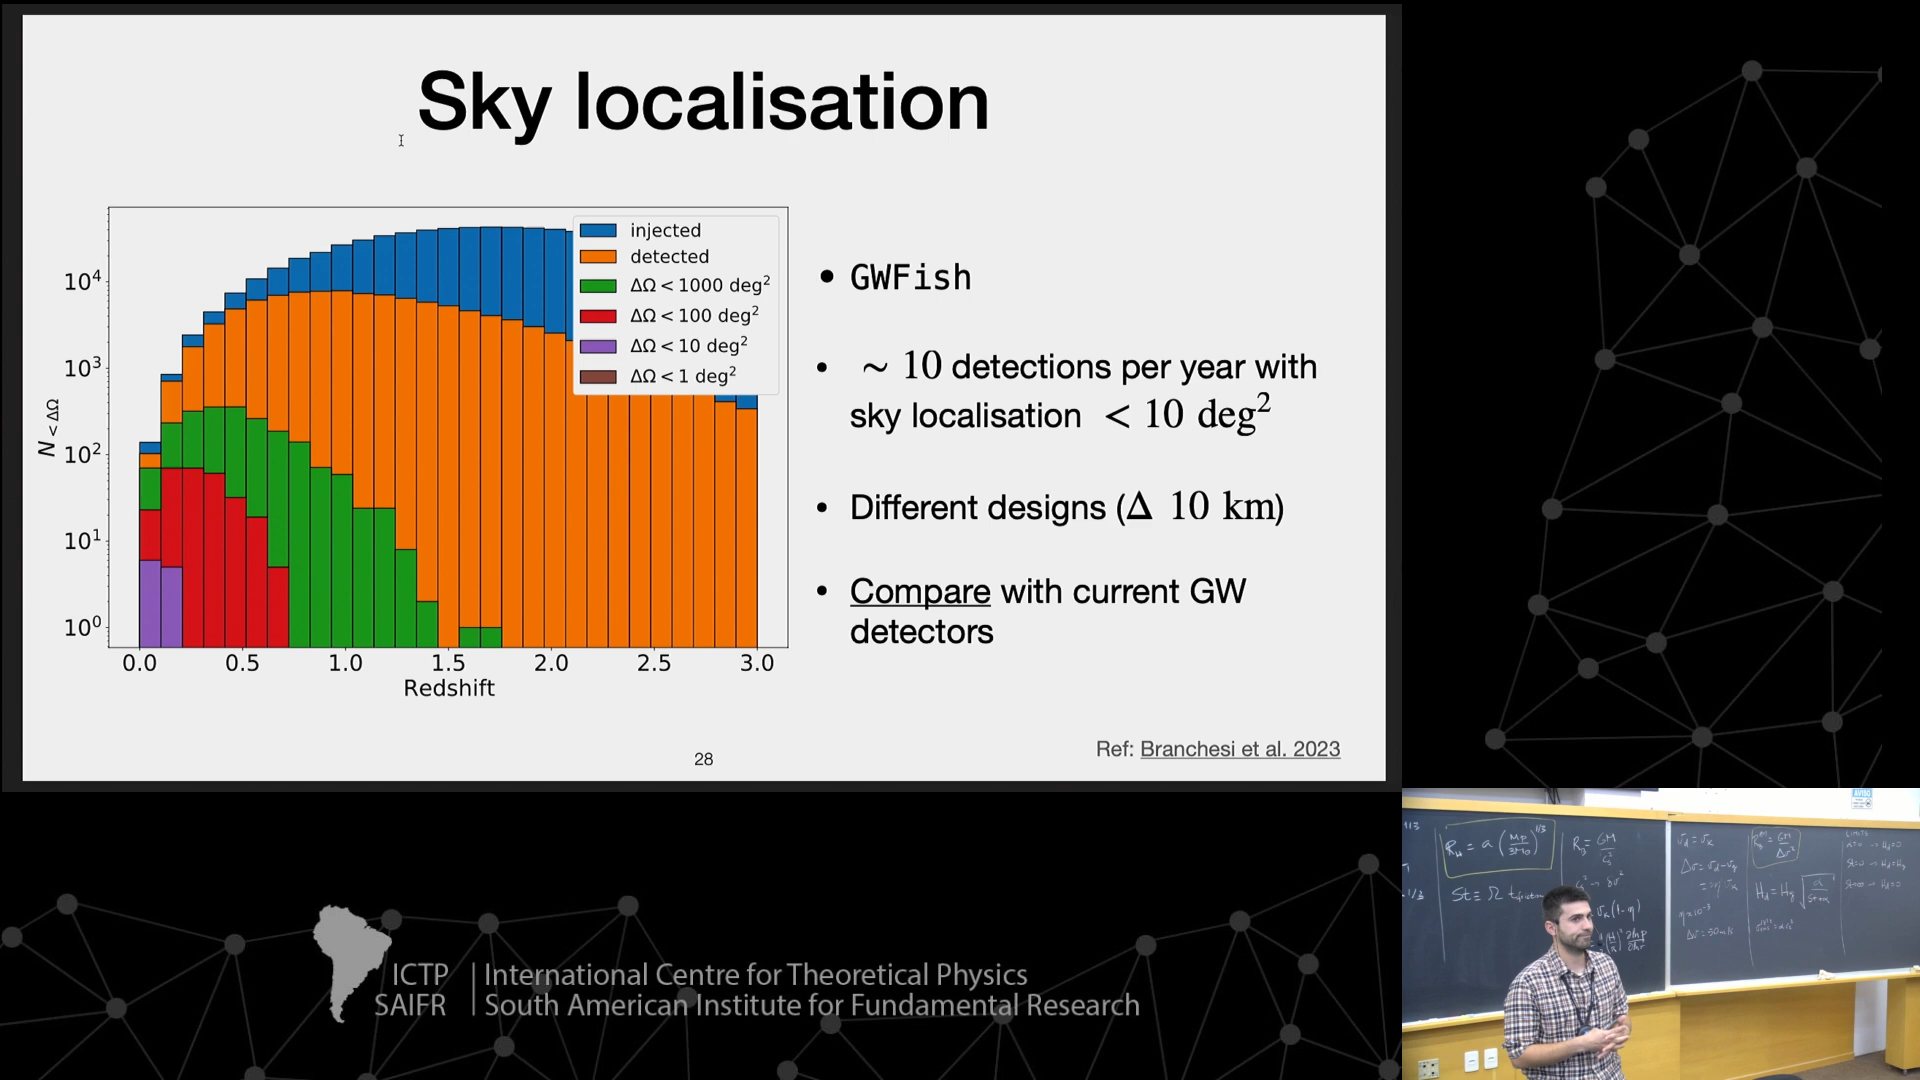 Sky localisation
injected
detected
ΔΩ < 1000 deg²
ΔΩ < 100 deg²
ΔΩ < 10 deg²
ΔΩ < 1 deg²
N < ΔΩ
10⁴
10³
10²
10¹
10⁰
0.0 0.5 1.0 1.5 2.0 2.5 3.0
Redshift
• GWFish
• ~ 10 detections per year with
sky localisation < 10 deg²
• Different designs (Δ 10 km)
• Compare with current GW
detectors
Ref: Branchesi et al. 2023
28
ICTP | International Centre for Theoretical Physics
SAIFR | South American Institute for Fundamental Research
AVISO